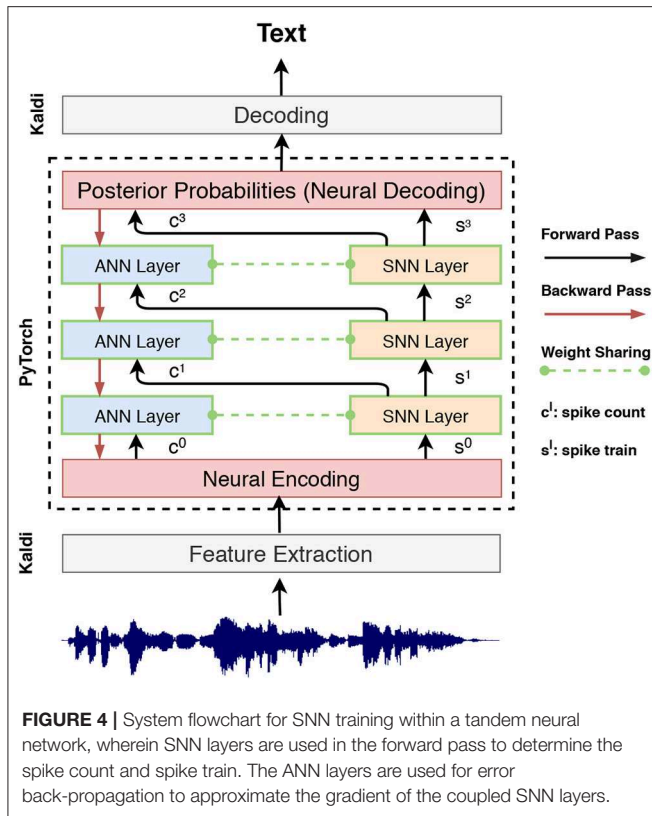 Text
Kaldi
Decoding
Posterior Probabilities (Neural Decoding)
c³ s³
Forward Pass
ANN Layer SNN Layer
Backward Pass
c² s²
PyTorch
ANN Layer SNN Layer
Weight Sharing
c¹ s¹
cˡ: spike count
ANN Layer SNN Layer
sˡ: spike train
c⁰ s⁰
Neural Encoding
Kaldi
Feature Extraction
FIGURE 4 | System flowchart for SNN training within a tandem neural
network, wherein SNN layers are used in the forward pass to determine the
spike count and spike train. The ANN layers are used for error
back-propagation to approximate the gradient of the coupled SNN layers.